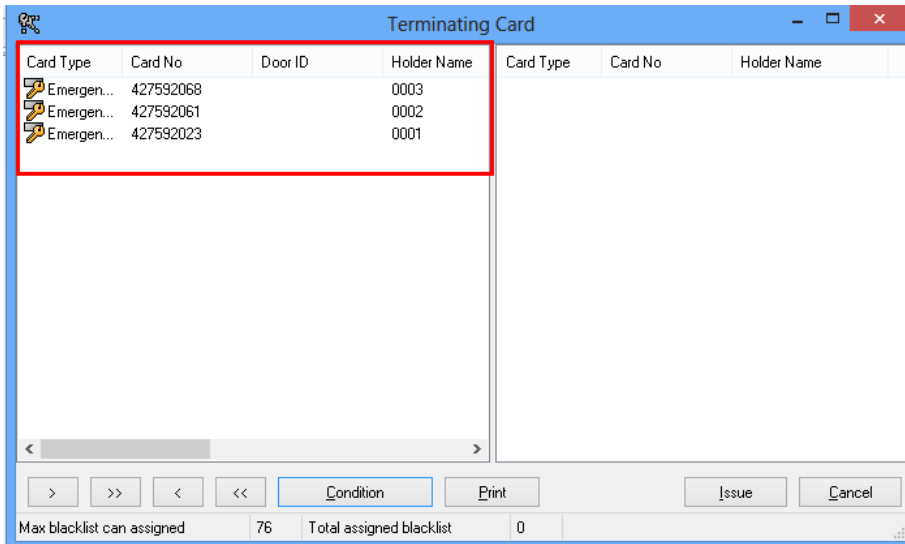 Terminating Card
Card Type Card No Door ID Holder Name Card Type Card No Holder Name
Emergen... 427592068 0003
Emergen... 427592061 0002
Emergen... 427592023 0001
> >> < << Condition Print Issue Cancel
Max blacklist can assigned 76 Total assigned blacklist 0